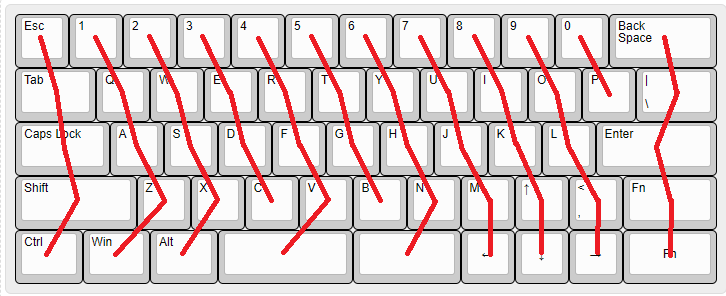 Esc 1 2 3 4 5 6 7 8 9 0 Back
Space
Tab Q W E R T Y U I O P |
\
Caps Lock A S D F G H J K L Enter
Shift Z X C V B N M ↑ < Fn
,
Ctrl Win Alt ← ↓ → Fn